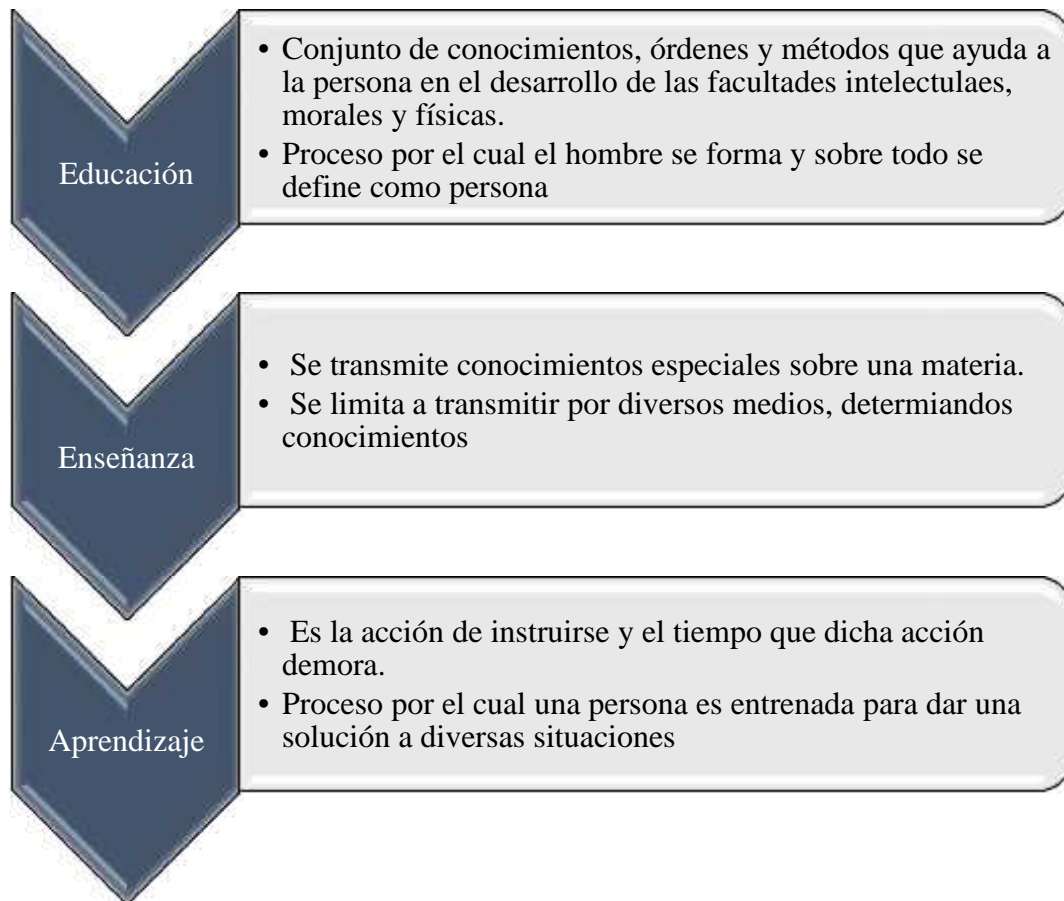 Educación
• Conjunto de conocimientos, órdenes y métodos que ayuda a
la persona en el desarrollo de las facultades intelectulaes,
morales y físicas.
• Proceso por el cual el hombre se forma y sobre todo se
define como persona
Enseñanza
• Se transmite conocimientos especiales sobre una materia.
• Se limita a transmitir por diversos medios, determiandos
conocimientos
Aprendizaje
• Es la acción de instruirse y el tiempo que dicha acción
demora.
• Proceso por el cual una persona es entrenada para dar una
solución a diversas situaciones